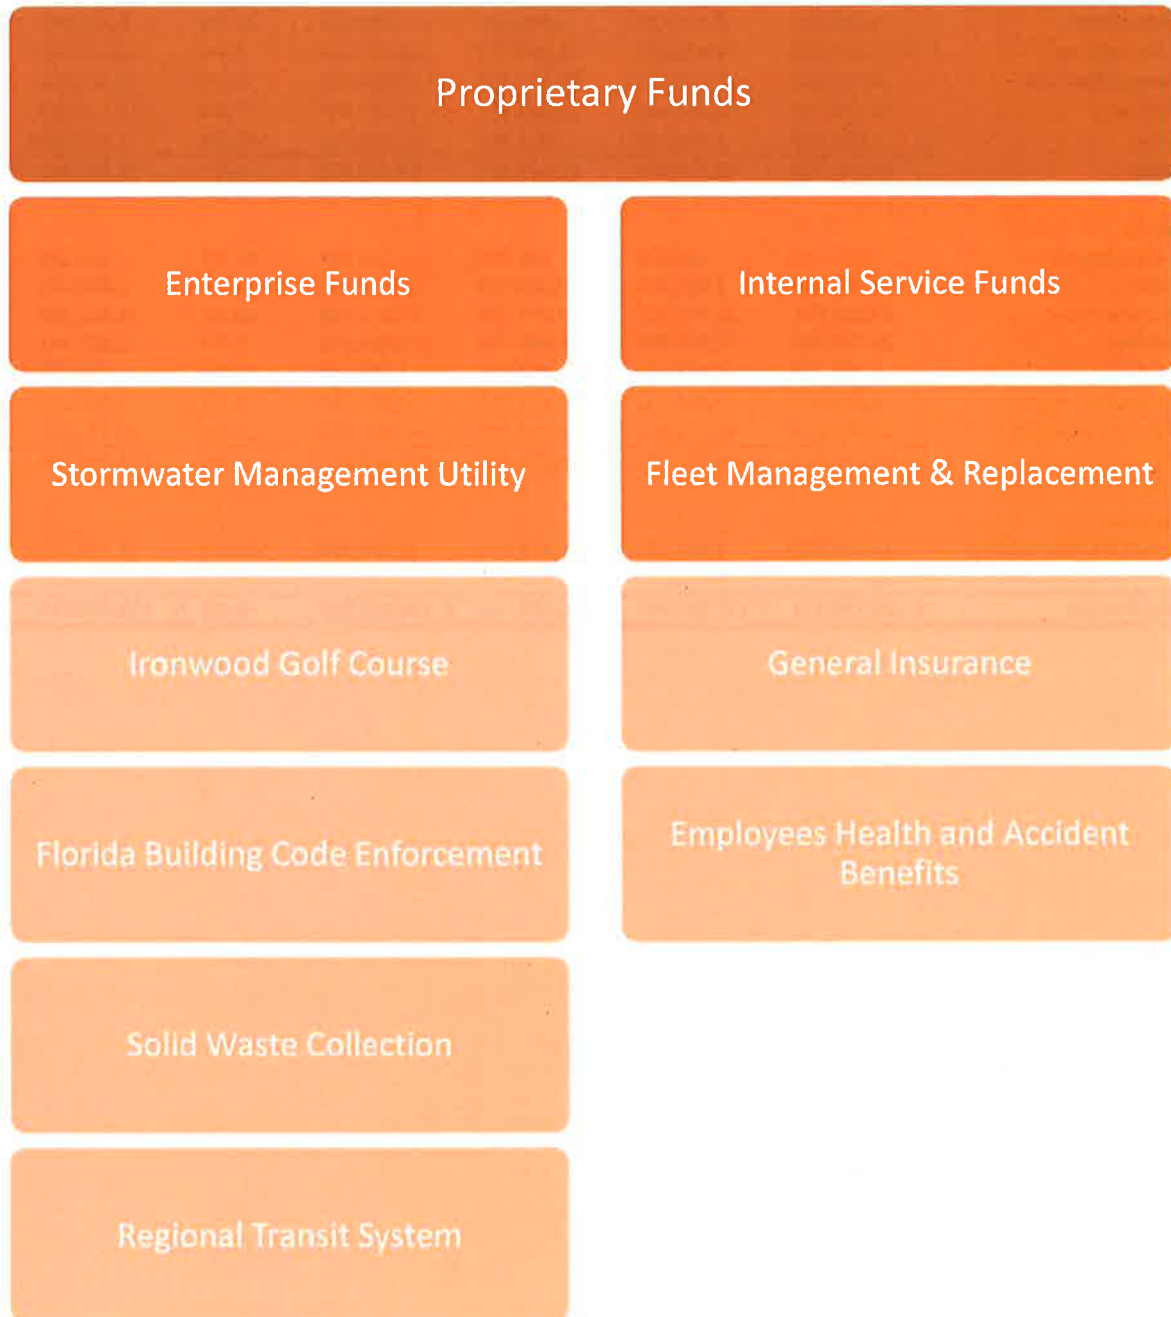 Proprietary Funds
Enterprise Funds
Internal Service Funds
Stormwater Management Utility
Fleet Management & Replacement
Ironwood Golf Course
General Insurance
Florida Building Code Enforcement
Employees Health and Accident
Benefits
Solid Waste Collection
Regional Transit System